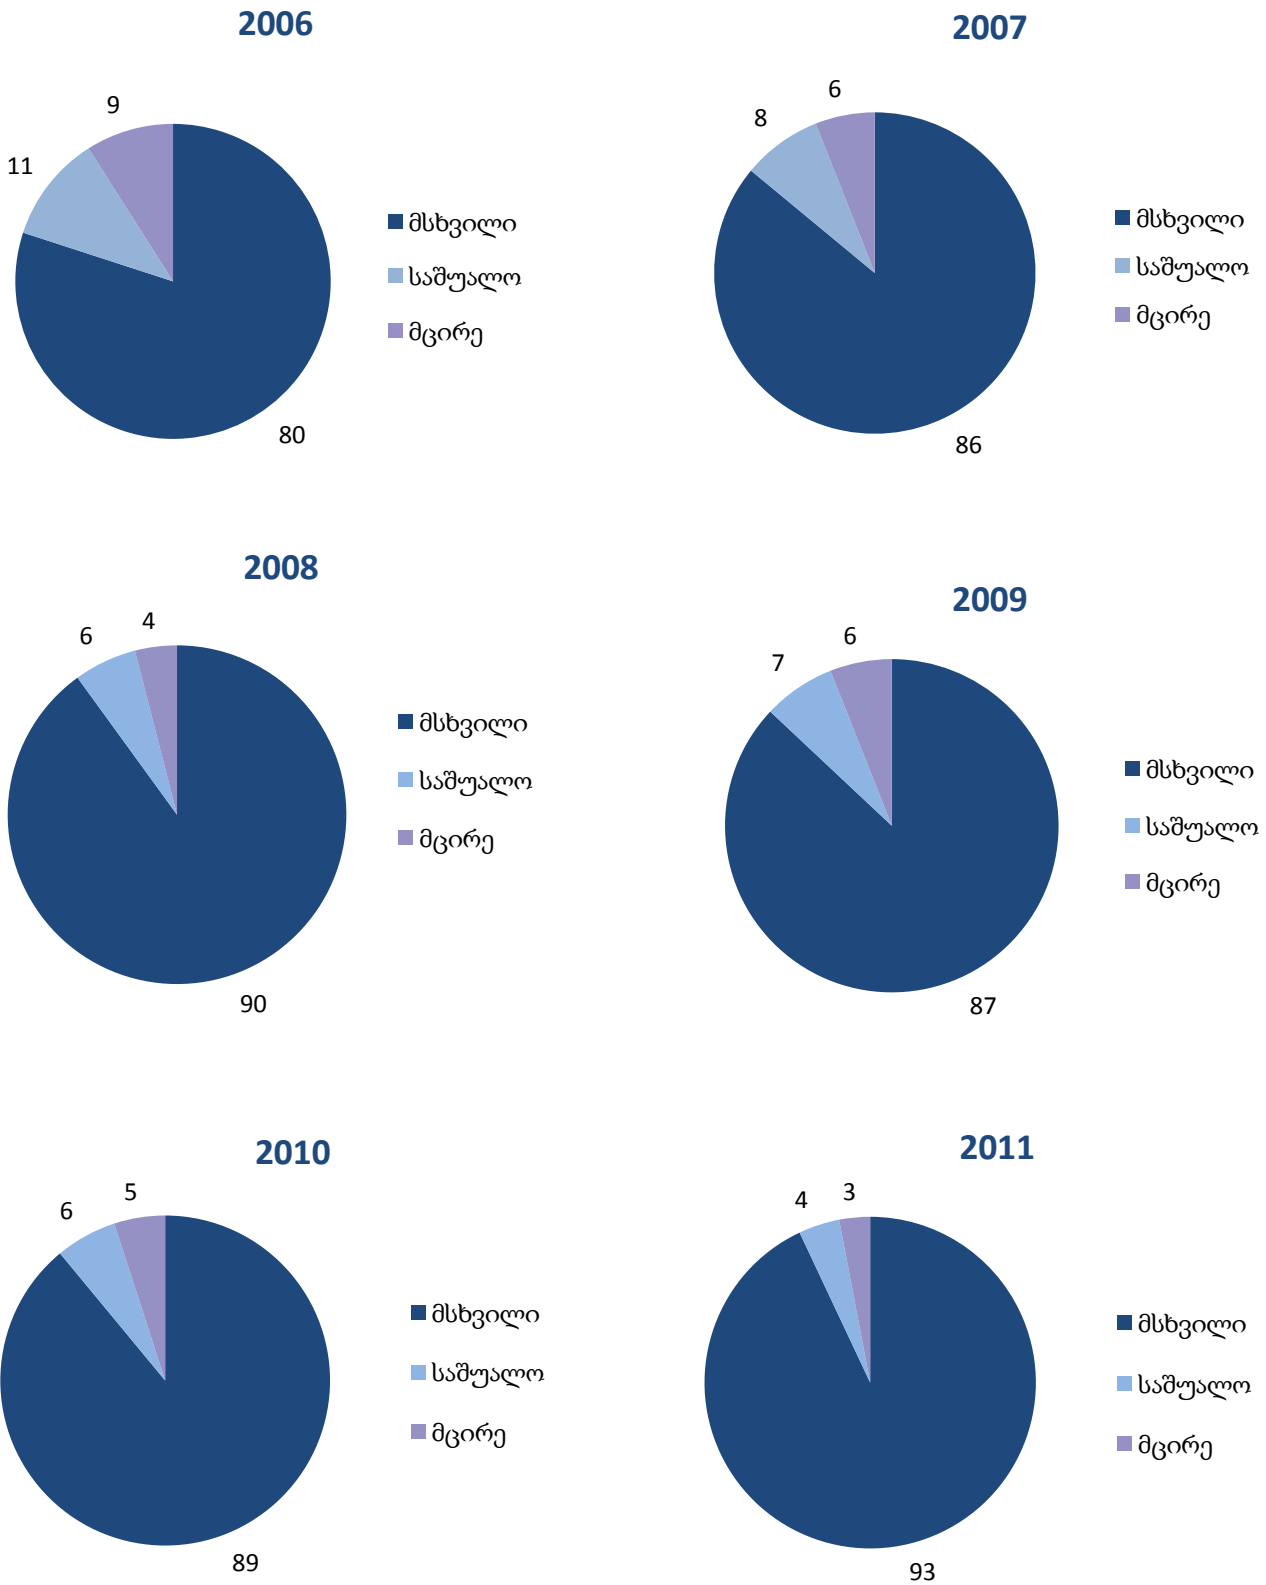 2006
9
11
80
მსხვილი
საშუალო
მცირე
2007
6
8
86
მსხვილი
საშუალო
მცირე
2008
4
6
90
მსხვილი
საშუალო
მცირე
2009
6
7
87
მსხვილი
საშუალო
მცირე
2010
5
6
89
მსხვილი
საშუალო
მცირე
2011
3
4
93
მსხვილი
საშუალო
მცირე